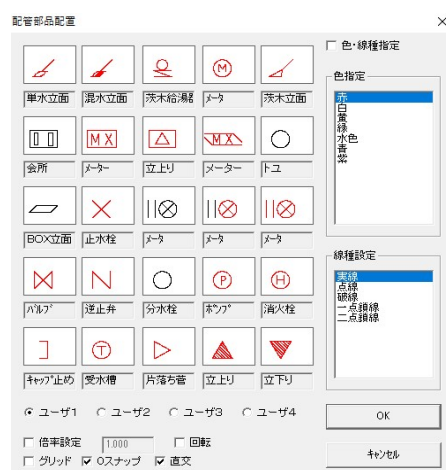 配管部品配置
×
色・線種指定
色指定
赤
白
黄
緑
水色
青
紫
M
単水立面 混水立面 茨木給湯器 ﾒｰﾀ 茨木立面
MX MX
会所 メーター 立上り メーター トユ
BOX立面 止水栓 ﾒｰﾀ ﾒｰﾀ ﾒｰﾀ
線種設定
実線
点線
破線
一点鎖線
二点鎖線
N P H
ﾊﾞﾙﾌﾞ 逆止弁 分水栓 ﾎﾟﾝﾌﾟ 消火栓
T
ｷｬｯﾌﾟ止め 受水槽 片落ち管 立上り 立下り
ユーザ1 ユーザ2 ユーザ3 ユーザ4
OK
倍率設定 1.000 回転
グリッド Oスナップ 直交
ｷｬﾝｾﾙ